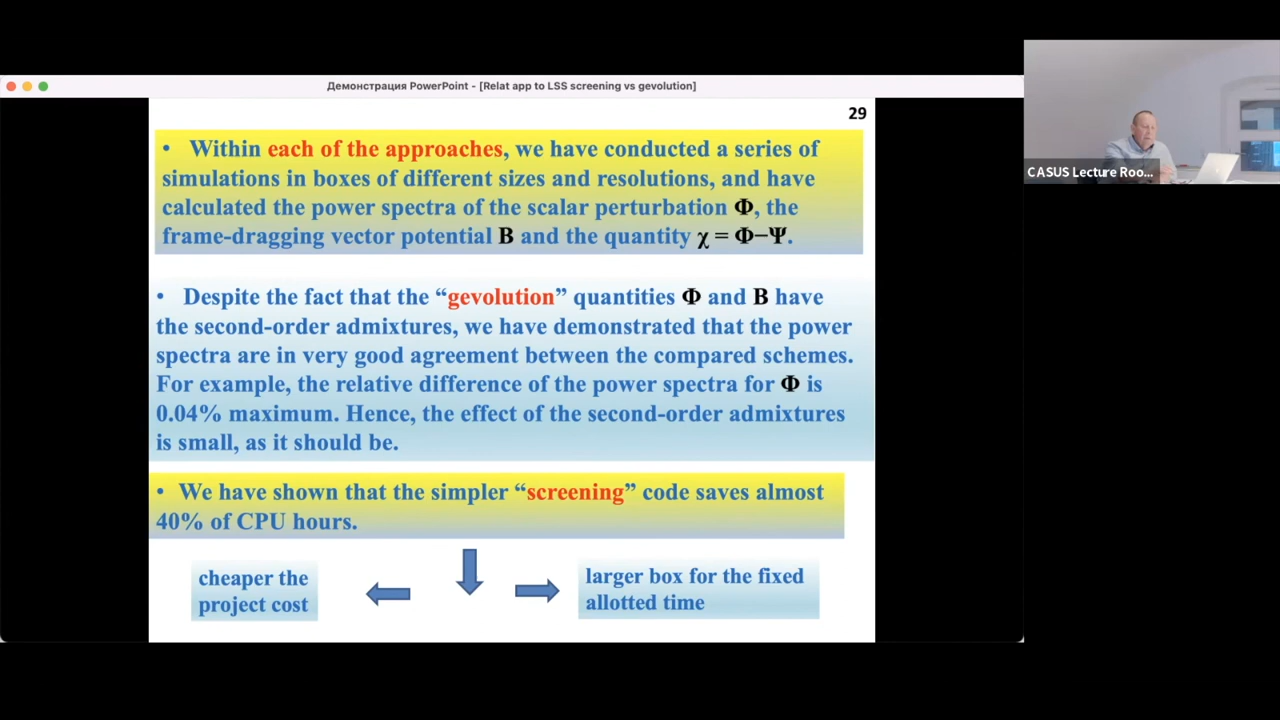 Демонстрация PowerPoint - [Relat app to LSS screening vs gevolution]
29
• Within each of the approaches, we have conducted a series of
simulations in boxes of different sizes and resolutions, and have
calculated the power spectra of the scalar perturbation Φ, the
frame-dragging vector potential B and the quantity χ = Φ−Ψ.
• Despite the fact that the “gevolution” quantities Φ and B have
the second-order admixtures, we have demonstrated that the power
spectra are in very good agreement between the compared schemes.
For example, the relative difference of the power spectra for Φ is
0.04% maximum. Hence, the effect of the second-order admixtures
is small, as it should be.
• We have shown that the simpler “screening” code saves almost
40% of CPU hours.
cheaper the
project cost
larger box for the fixed
allotted time
CASUS Lecture Roo...